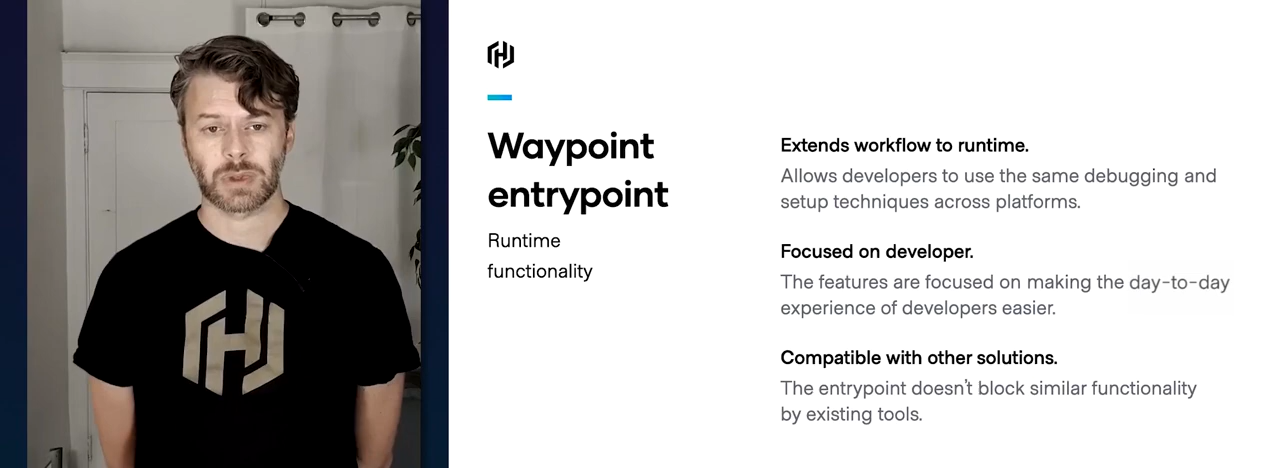 Waypoint
entrypoint
Runtime
functionality
Extends workflow to runtime.
Allows developers to use the same debugging and
setup techniques across platforms.
Focused on developer.
The features are focused on making the day-to-day
experience of developers easier.
Compatible with other solutions.
The entrypoint doesn't block similar functionality
by existing tools.